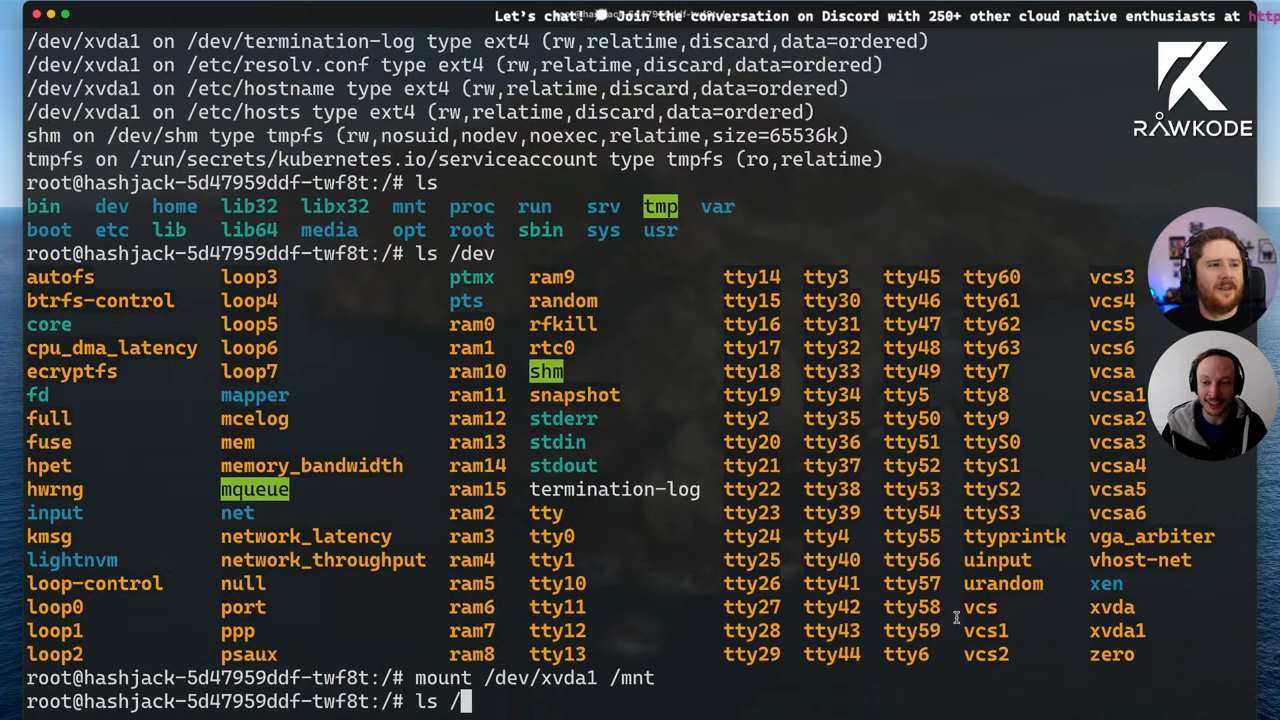 Let's chat! 💬 Join the conversation on Discord with 250+ other cloud native enthusiasts at http
/dev/xvda1 on /dev/termination-log type ext4 (rw,relatime,discard,data=ordered)
/dev/xvda1 on /etc/resolv.conf type ext4 (rw,relatime,discard,data=ordered)
/dev/xvda1 on /etc/hostname type ext4 (rw,relatime,discard,data=ordered)
/dev/xvda1 on /etc/hosts type ext4 (rw,relatime,discard,data=ordered)
shm on /dev/shm type tmpfs (rw,nosuid,nodev,noexec,relatime,size=65536k)
tmpfs on /run/secrets/kubernetes.io/serviceaccount type tmpfs (ro,relatime)
RAWKODE
root@hashjack-5d47959ddf-twf8t:/# ls
bin dev home lib32 libx32 mnt proc run srv tmp var
boot etc lib lib64 media opt root sbin sys usr
root@hashjack-5d47959ddf-twf8t:/# ls /dev
autofs loop3 ptmx ram9 tty14 tty3 tty45 tty60 vcs3
btrfs-control loop4 pts random tty15 tty30 tty46 tty61 vcs4
core loop5 ram0 rfkill tty16 tty31 tty47 tty62 vcs5
cpu_dma_latency loop6 ram1 rtc0 tty17 tty32 tty48 tty63 vcs6
ecryptfs loop7 ram10 shm tty18 tty33 tty49 tty7 vcsa
fd mapper ram11 snapshot tty19 tty34 tty5 tty8 vcsa1
full mcelog ram12 stderr tty2 tty35 tty50 tty9 vcsa2
fuse mem ram13 stdin tty20 tty36 tty51 ttyS0 vcsa3
hpet memory_bandwidth ram14 stdout tty21 tty37 tty52 ttyS1 vcsa4
hwrng mqueue ram15 termination-log tty22 tty38 tty53 ttyS2 vcsa5
input net ram2 tty tty23 tty39 tty54 ttyS3 vcsa6
kmsg network_latency ram3 tty0 tty24 tty4 tty55 ttyprintk vga_arbiter
lightnvm network_throughput ram4 tty1 tty25 tty40 tty56 uinput vhost-net
loop-control null ram5 tty10 tty26 tty41 tty57 urandom xen
loop0 port ram6 tty11 tty27 tty42 tty58 vcs xvda
loop1 ppp ram7 tty12 tty28 tty43 tty59 vcs1 xvda1
loop2 psaux ram8 tty13 tty29 tty44 tty6 vcs2 zero
root@hashjack-5d47959ddf-twf8t:/# mount /dev/xvda1 /mnt
root@hashjack-5d47959ddf-twf8t:/# ls /